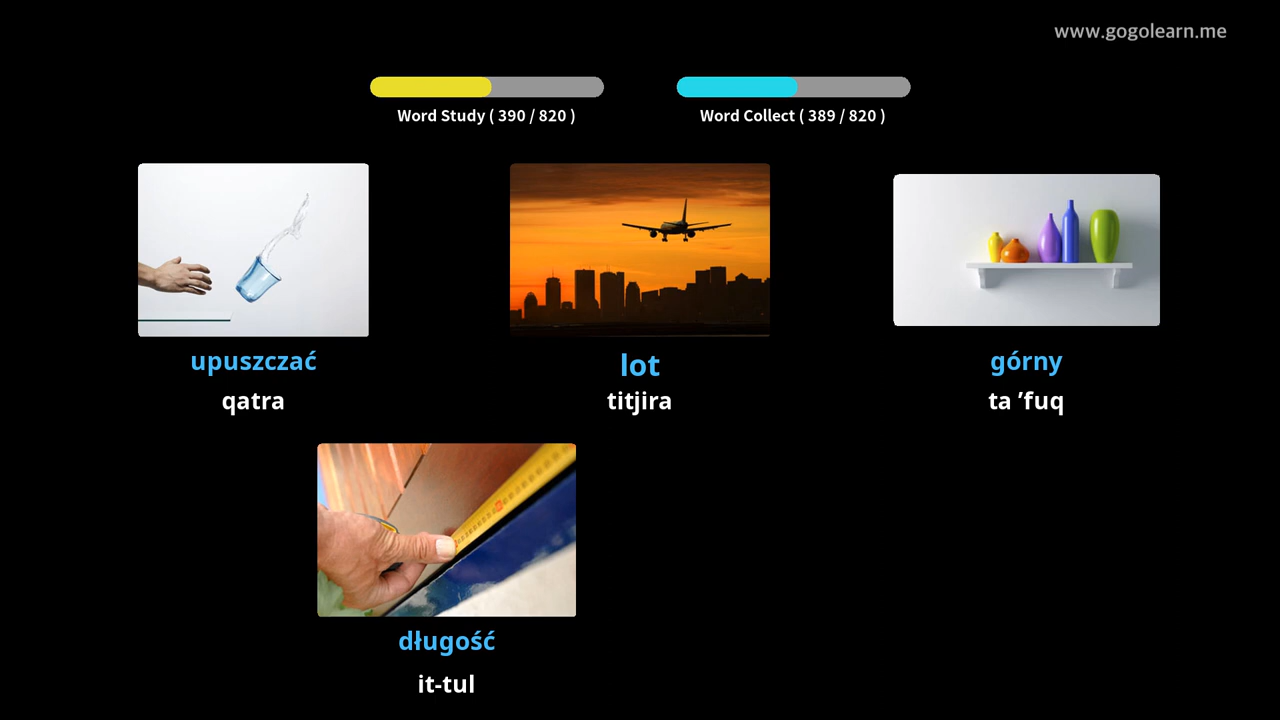 www.gogolearn.me
Word Study ( 390 / 820 )
Word Collect ( 389 / 820 )
upuszczać
qatra
lot
titjira
górny
ta ’fuq
długość
it-tul